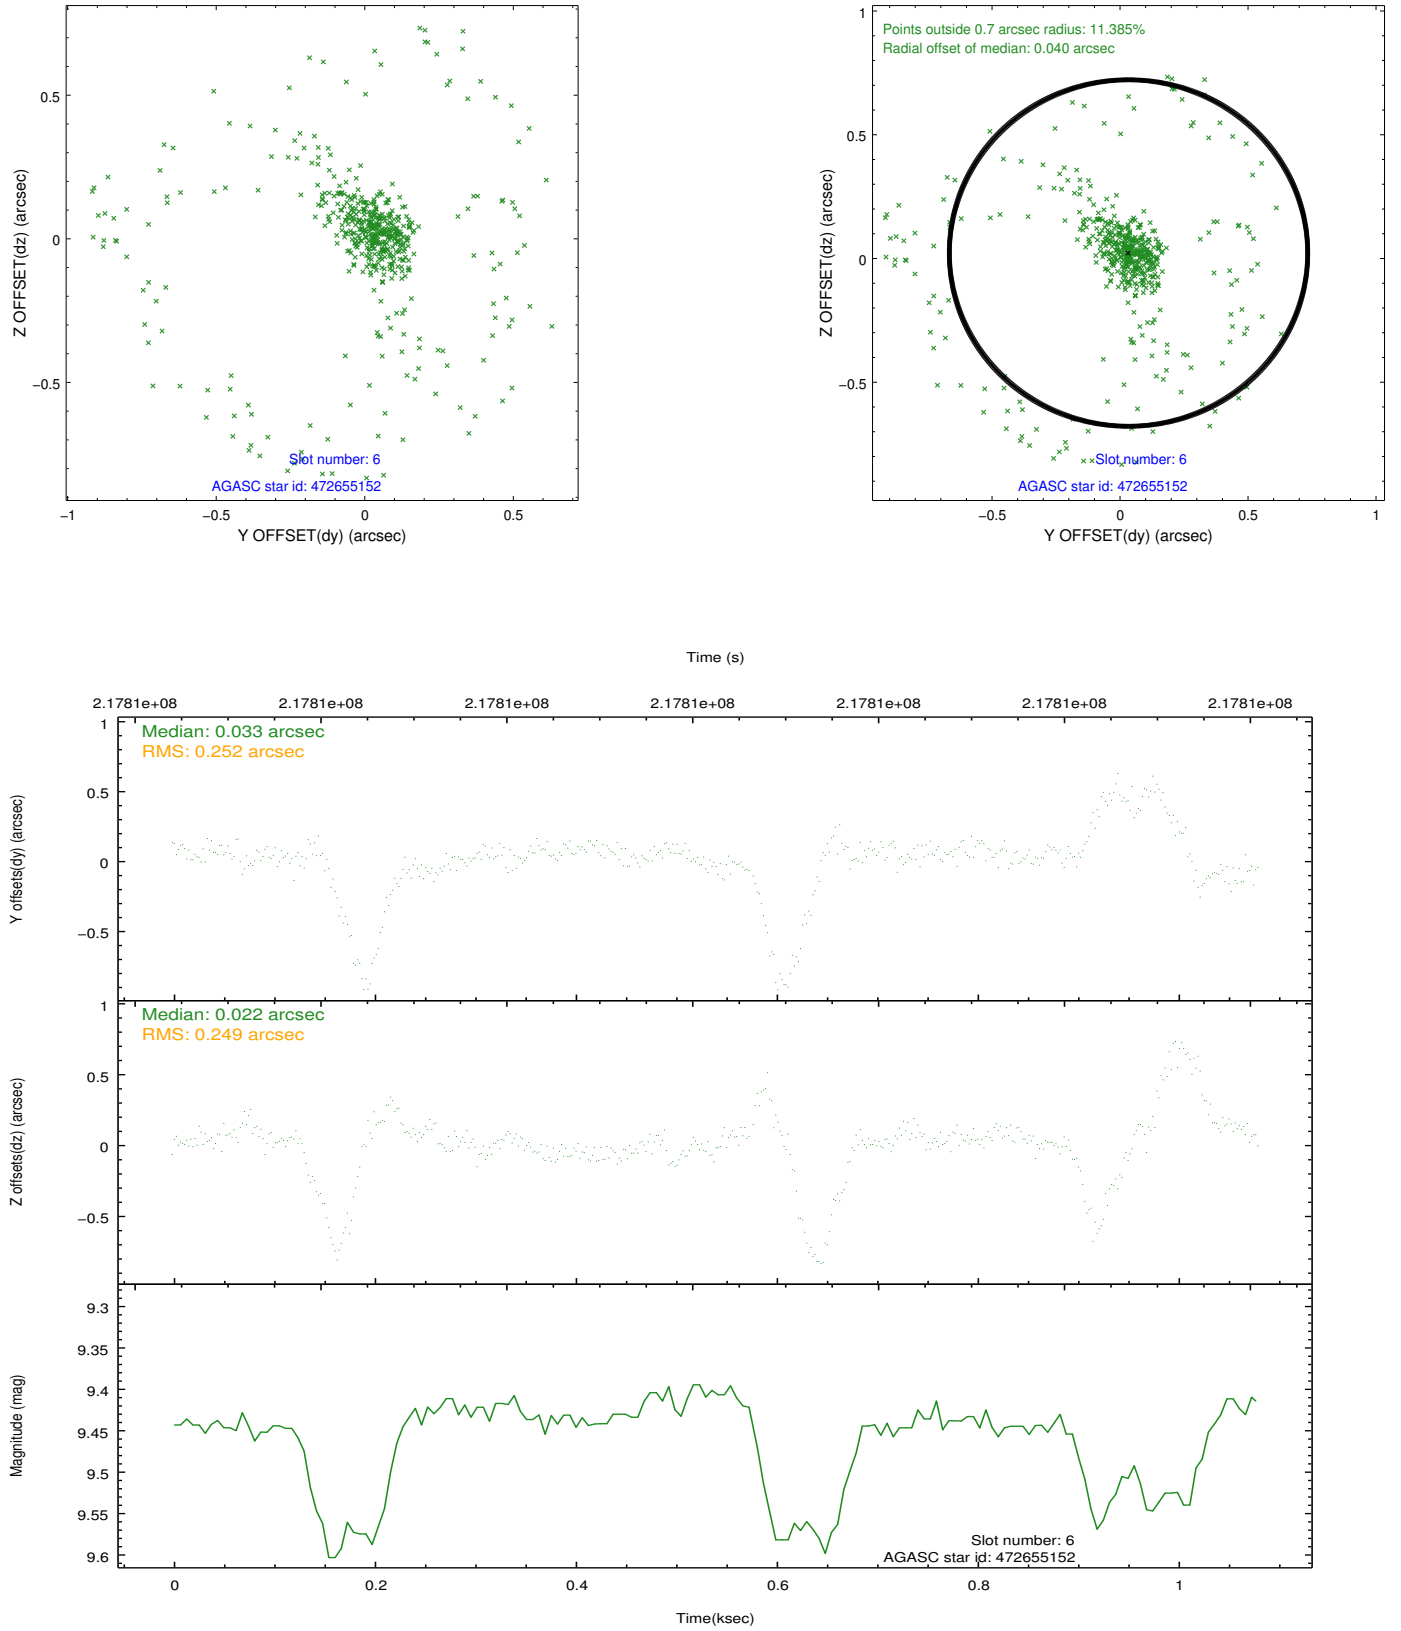 0.5
0
−0.5
Z OFFSET(dz) (arcsec)
−1
−0.5
0
0.5
Y OFFSET(dy) (arcsec)
Slot number: 6
AGASC star id: 472655152
Points outside 0.7 arcsec radius: 11.385%
Radial offset of median: 0.040 arcsec
1
0.5
0
−0.5
Z OFFSET(dz) (arcsec)
−0.5
0
0.5
1
Y OFFSET(dy) (arcsec)
Slot number: 6
AGASC star id: 472655152
Time (s)
2.1781e+08 2.1781e+08 2.1781e+08 2.1781e+08 2.1781e+08 2.1781e+08 2.1781e+08
Median: 0.033 arcsec
RMS: 0.252 arcsec
1
0.5
0
−0.5
Y offsets(dy) (arcsec)
Median: 0.022 arcsec
RMS: 0.249 arcsec
1
0.5
0
−0.5
Z offsets(dz) (arcsec)
9.3
9.35
9.4
9.45
9.5
9.55
9.6
Magnitude (mag)
Slot number: 6
AGASC star id: 472655152
0 0.2 0.4 0.6 0.8 1
Time(ksec)